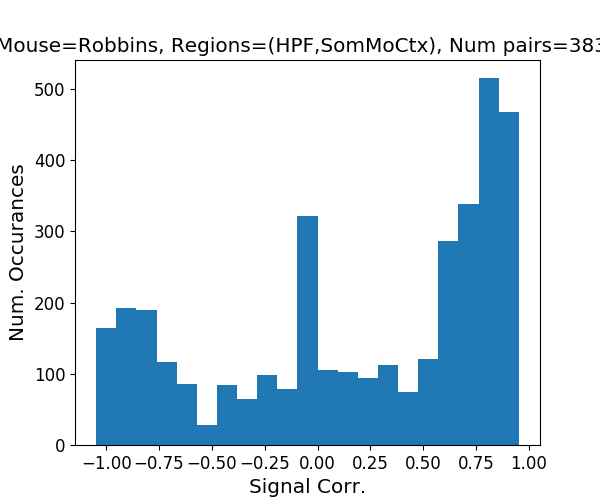 Mouse=Robbins, Regions=(HPF,SomMoCtx), Num pairs=383
500
400
300
200
100
0
Num. Occurances
−1.00 −0.75 −0.50 −0.25 0.00 0.25 0.50 0.75 1.00
Signal Corr.